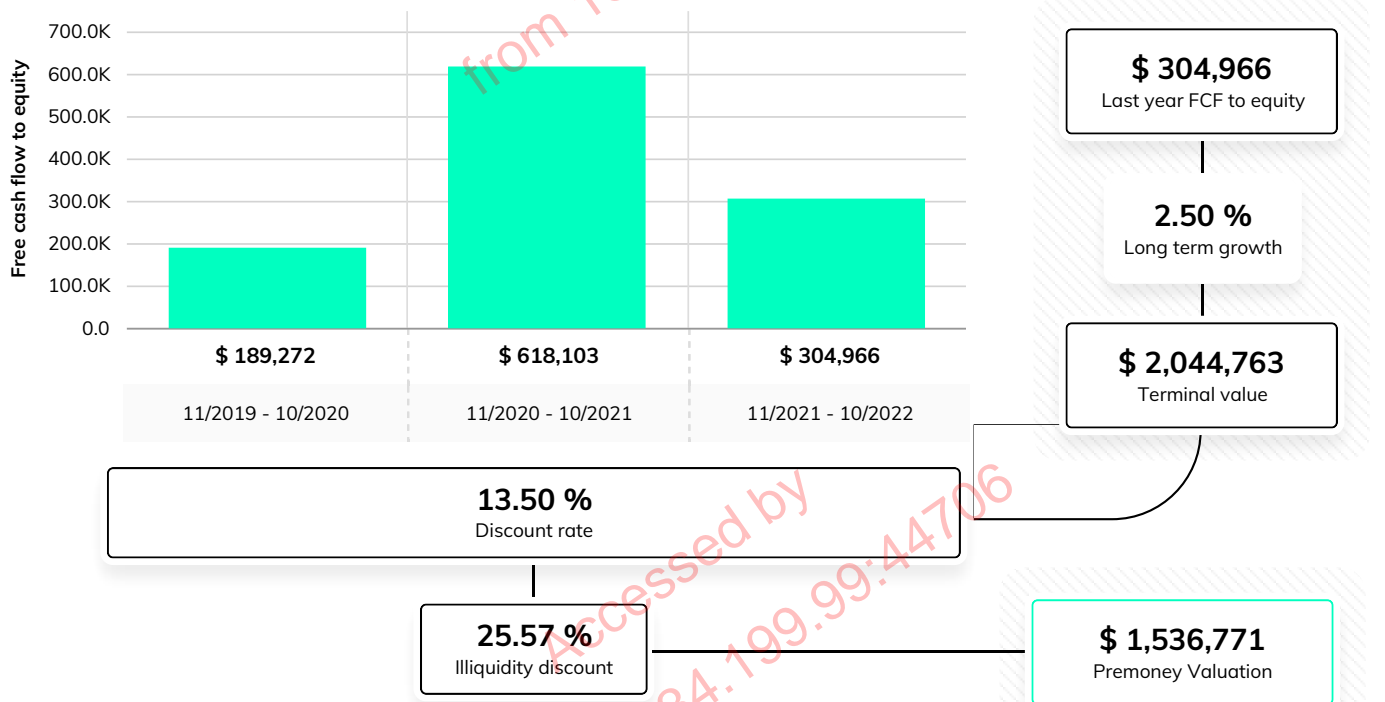 Free cash flow to equity
700.0K
600.0K
500.0K
400.0K
300.0K
200.0K
100.0K
0.0
$ 189,272
$ 618,103
$ 304,966
11/2019 - 10/2020
11/2020 - 10/2021
11/2021 - 10/2022
$ 304,966
Last year FCF to equity
2.50 %
Long term growth
$ 2,044,763
Terminal value
13.50 %
Discount rate
25.57 %
Illiquidity discount
$ 1,536,771
Premoney Valuation
from
Accessed by
34.199.99:44706